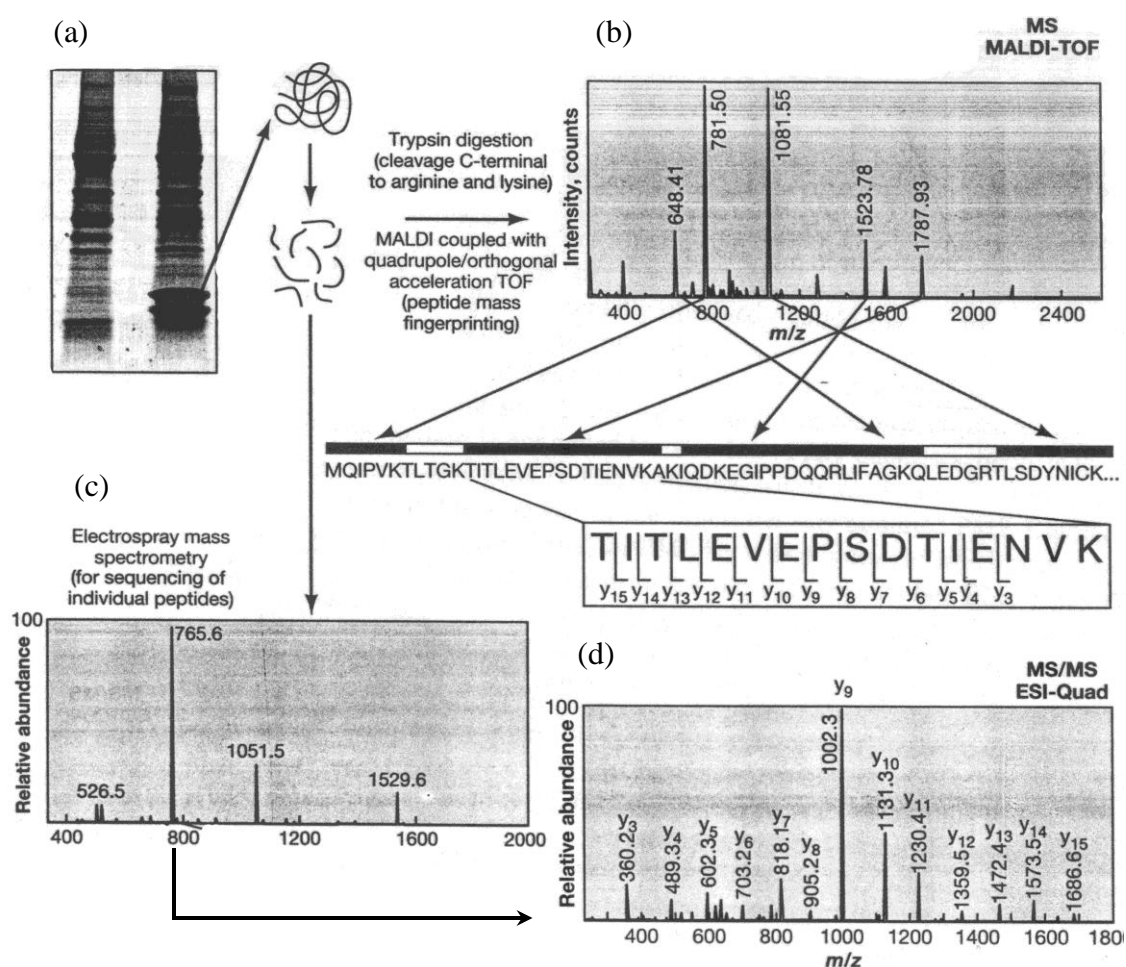 (a)
(b)
MS
MALDI-TOF
Trypsin digestion
(cleavage C-terminal
to arginine and lysine)
MALDI coupled with
quadrupole/orthogonal
acceleration TOF
(peptide mass
fingerprinting)
Intensity, counts
648.41
781.50
1081.55
1523.78
1787.93
400
800
1200
1600
2000
2400
m/z
MQIPVKTLTGKTITLEVEPSDTIENVKAKIQDKEGIPPDQQRLIFAGKQLEDGRTLSDYNICK...
TITLEVEPSDTIENVK
y15 y14 y13 y12 y11 y10 y9 y8 y7 y6 y5 y4 y3
(c)
Electrospray mass
spectrometry
(for sequencing of
individual peptides)
Relative abundance
100
526.5
765.6
1051.5
1529.6
400
800
1200
1600
2000
(d)
MS/MS
ESI-Quad
Relative abundance
100
y3 360.2
y4 489.3
y5 602.3
y6 703.2
y7 818.1
y8 905.2
y9 1002.3
y10 1131.3
y11 1230.4
y12 1359.5
y13 1472.4
y14 1573.5
y15 1686.6
400
600
800
1000
1200
1400
1600
m/z